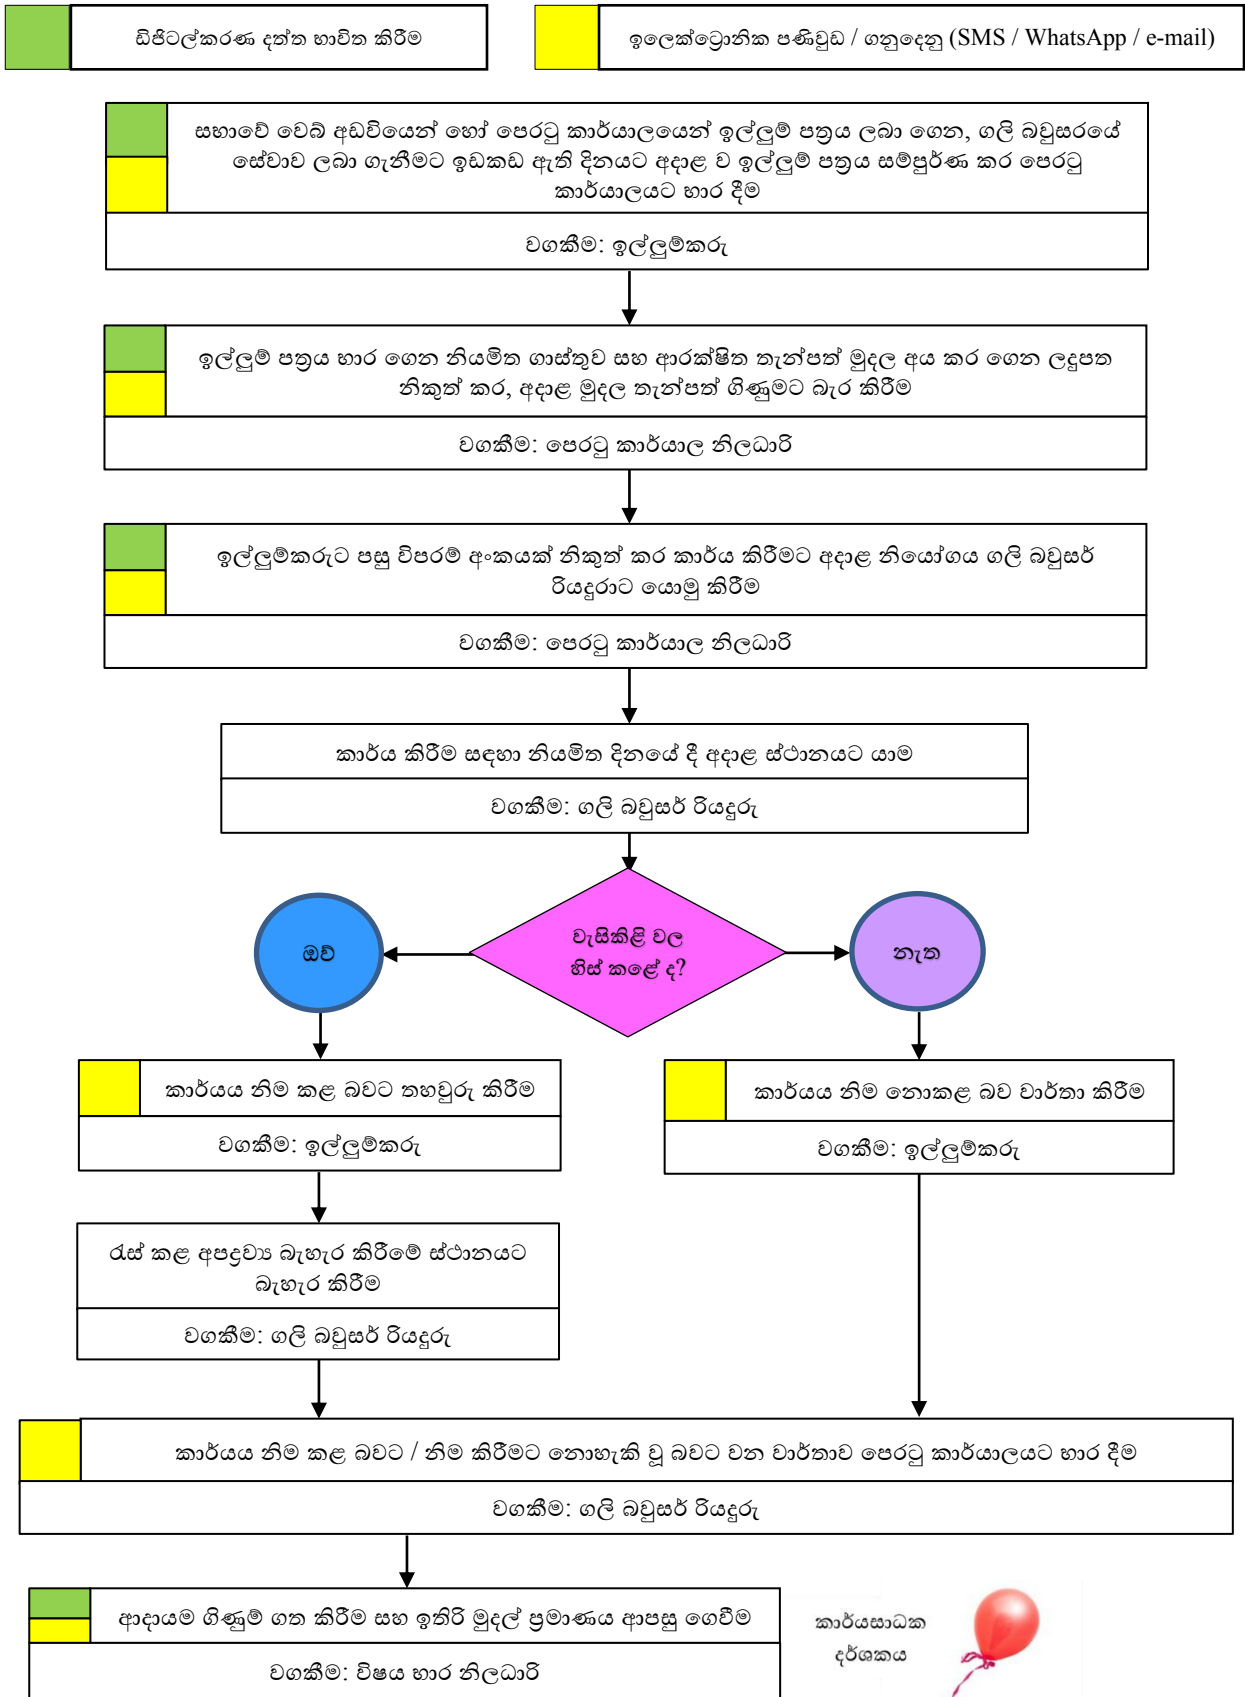 ඩිජිටල්කරණ දත්ත භාවිත කිරීම
ඉලෙක්ට්‍රොනික පණිවුඩ / ගනුදෙනු (SMS / WhatsApp / e-mail)
සභාවේ වෙබ් අඩවියෙන් හෝ පෙරටු කාර්යාලයෙන් ඉල්ලුම් පත්‍රය ලබා ගෙන, ගලි බවුසරයේ
සේවාව ලබා ගැනීමට ඉඩකඩ ඇති දිනයට අදාළ ව ඉල්ලුම් පත්‍රය සම්පුර්ණ කර පෙරටු
කාර්යාලයට භාර දීම
වගකීම: ඉල්ලුම්කරු
ඉල්ලුම් පත්‍රය භාර ගෙන නියමිත ගාස්තුව සහ ආරක්ෂිත තැන්පත් මුදල අය කර ගෙන ලදුපත
නිකුත් කර, අදාළ මුදල තැන්පත් ගිණුමට බැර කිරීම
වගකීම: පෙරටු කාර්යාල නිලධාරි
ඉල්ලුම්කරුට පසු විපරම් අංකයක් නිකුත් කර කාර්ය කිරීමට අදාළ නියෝගය ගලි බවුසර්
රියදුරාට යොමු කිරීම
වගකීම: පෙරටු කාර්යාල නිලධාරි
කාර්ය කිරීම සඳහා නියමිත දිනයේ දී අදාළ ස්ථානයට යාම
වගකීම: ගලි බවුසර් රියදුරු
වැසිකිළි වල
හිස් කළේ ද?
ඔව්
නැත
කාර්යය නිම කළ බවට තහවුරු කිරීම
වගකීම: ඉල්ලුම්කරු
කාර්යය නිම නොකළ බව වාර්තා කිරීම
වගකීම: ඉල්ලුම්කරු
රැස් කළ අපද්‍රව්‍ය බැහැර කිරීමේ ස්ථානයට
බැහැර කිරීම
වගකීම: ගලි බවුසර් රියදුරු
කාර්යය නිම කළ බවට / නිම කිරීමට නොහැකි වූ බවට වන වාර්තාව පෙරටු කාර්යාලයට භාර දීම
වගකීම: ගලි බවුසර් රියදුරු
ආදායම ගිණුම් ගත කිරීම සහ ඉතිරි මුදල් ප්‍රමාණය ආපසු ගෙවීම
වගකීම: විෂය භාර නිලධාරි
කාර්යසාධක
දර්ශකය